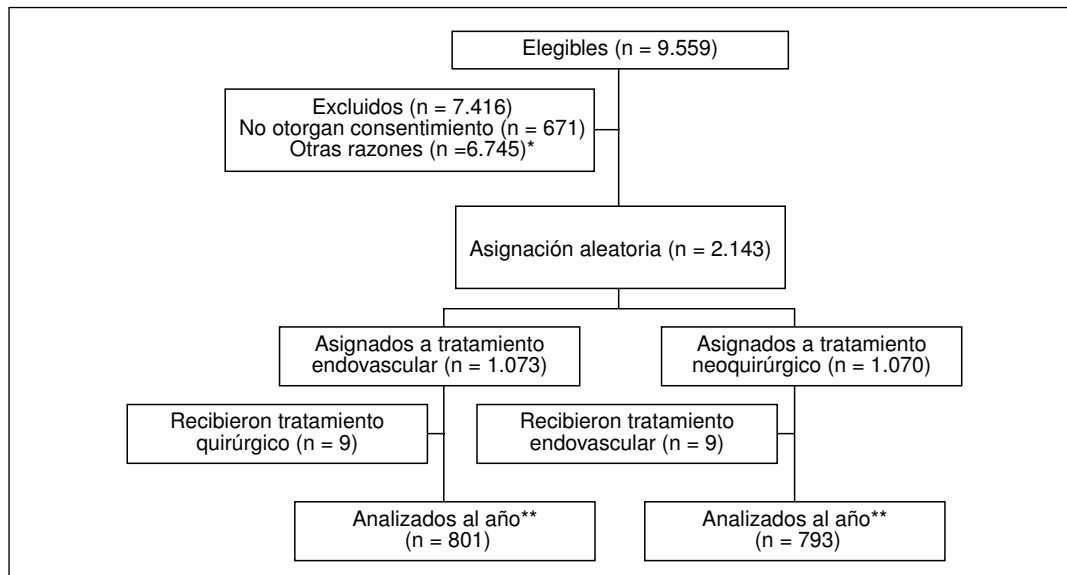 Elegibles (n = 9.559)
Excluidos (n = 7.416)
No otorgan consentimiento (n = 671)
Otras razones (n =6.745)*
Asignación aleatoria (n = 2.143)
Asignados a tratamiento
endovascular (n = 1.073)
Asignados a tratamiento
neoquirúrgico (n = 1.070)
Recibieron tratamiento
quirúrgico (n = 9)
Recibieron tratamiento
endovascular (n = 9)
Analizados al año**
(n = 801)
Analizados al año**
(n = 793)